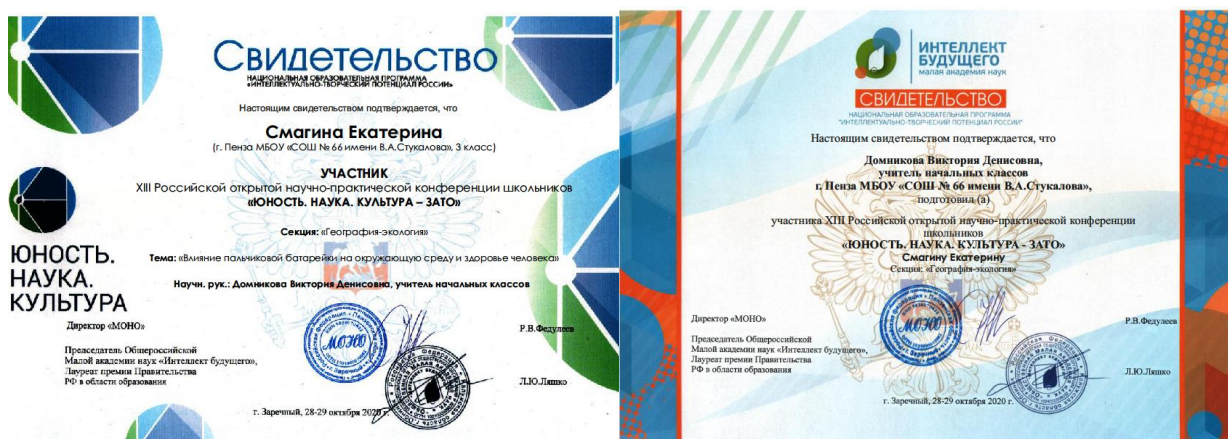 СВИДЕТЕЛЬСТВО
НАЦИОНАЛЬНАЯ ОБРАЗОВАТЕЛЬНАЯ ПРОГРАММА
«ИНТЕЛЛЕКТУАЛЬНО-ТВОРЧЕСКИЙ ПОТЕНЦИАЛ РОССИИ»
Настоящим свидетельством подтверждается, что
Смагина Екатерина
(г. Пенза МБОУ «СОШ № 66 имени В.А.Стукалова», 3 класс)
УЧАСТНИК
XIII Российской открытой научно-практической конференции школьников
«ЮНОСТЬ. НАУКА. КУЛЬТУРА – ЗАТО»
Секция: «География-экология»
Тема: «Влияние пальчиковой батарейки на окружающую среду и здоровье человека»
Научн. рук.: Домникова Виктория Денисовна, учитель начальных классов
ЮНОСТЬ.
НАУКА.
КУЛЬТУРА
Директор «МОНО»
Р.В.Федулеев
Председатель Общероссийской
Малой академии наук «Интеллект будущего»,
Лауреат премии Правительства
РФ в области образования
Л.Ю.Ляшко
МОНО
г. Заречный, 28-29 октября 2020 г.
ИНТЕЛЛЕКТ
БУДУЩЕГО
малая академия наук
СВИДЕТЕЛЬСТВО
НАЦИОНАЛЬНАЯ ОБРАЗОВАТЕЛЬНАЯ ПРОГРАММА
"ИНТЕЛЛЕКТУАЛЬНО-ТВОРЧЕСКИЙ ПОТЕНЦИАЛ РОССИИ"
Настоящим свидетельством подтверждается, что
Домникова Виктория Денисовна,
учитель начальных классов
г. Пенза МБОУ «СОШ № 66 имени В.А.Стукалова»,
подготовил (а)
участника XIII Российской открытой научно-практической конференции
школьников
«ЮНОСТЬ. НАУКА. КУЛЬТУРА - ЗАТО»
Смагину Екатерину
Секция: «География-экология»
Директор «МОНО»
Р.В.Федулеев
Председатель Общероссийской
Малой академии наук «Интеллект будущего»,
Лауреат премии Правительства
РФ в области образования
Л.Ю.Ляшко
МОНО
г. Заречный, 28-29 октября 2020 г.